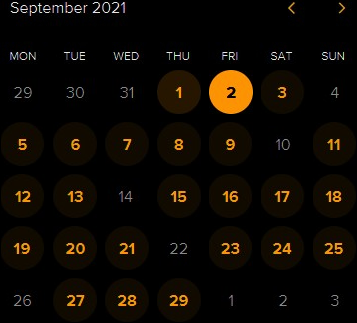 September 2021
MON TUE WED THU FRI SAT SUN
29 30 31 1 2 3 4
5 6 7 8 9 10 11
12 13 14 15 16 17 18
19 20 21 22 23 24 25
26 27 28 29 1 2 3